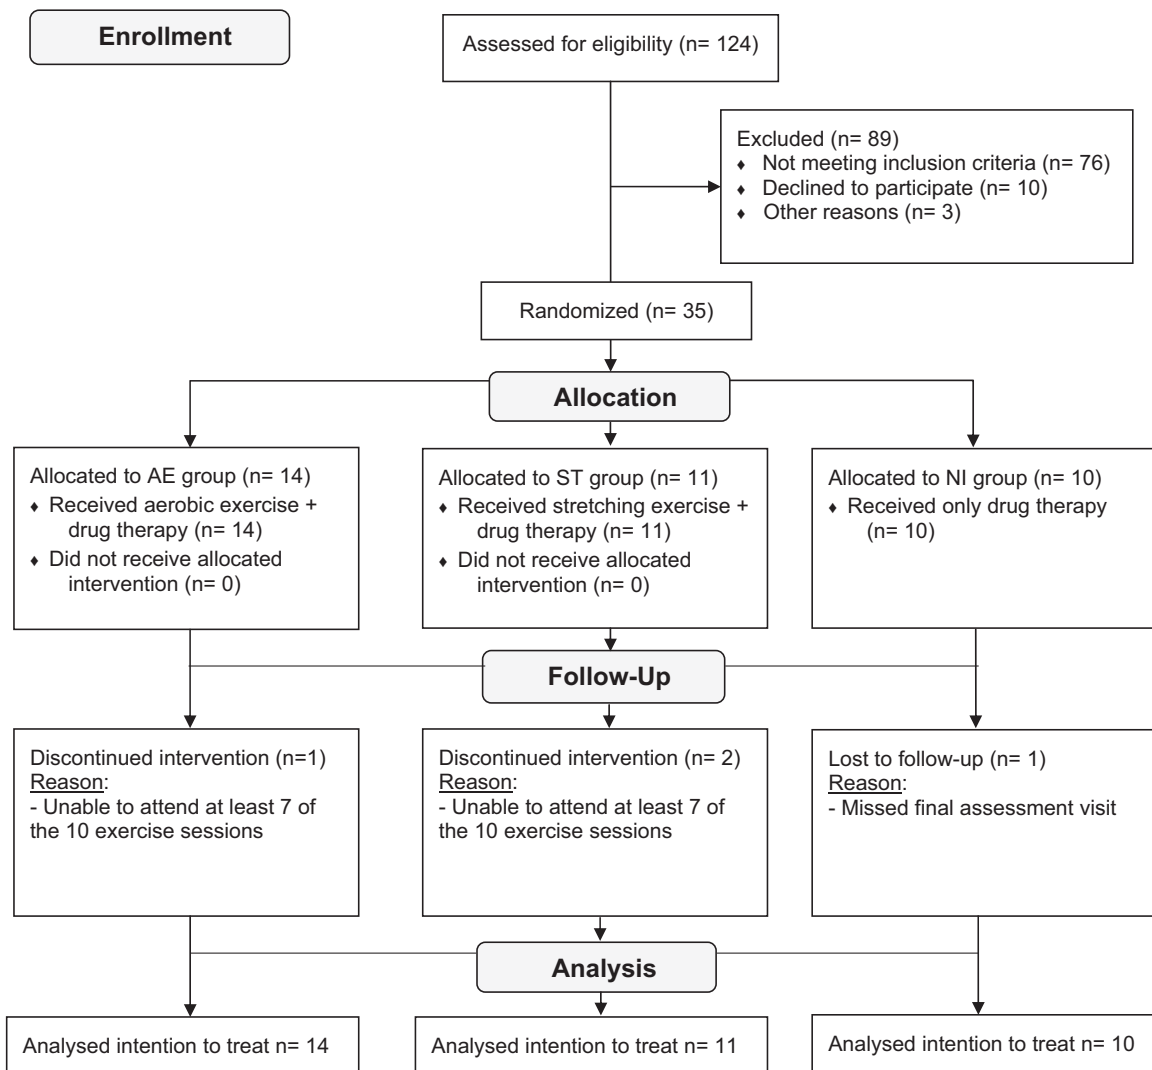 Enrollment
Assessed for eligibility (n= 124)
Excluded (n= 89)
♦ Not meeting inclusion criteria (n= 76)
♦ Declined to participate (n= 10)
♦ Other reasons (n= 3)
Randomized (n= 35)
Allocation
Allocated to AE group (n= 14)
♦ Received aerobic exercise +
drug therapy (n= 14)
♦ Did not receive allocated
intervention (n= 0)
Allocated to ST group (n= 11)
♦ Received stretching exercise +
drug therapy (n= 11)
♦ Did not receive allocated
intervention (n= 0)
Allocated to NI group (n= 10)
♦ Received only drug therapy
(n= 10)
Follow-Up
Discontinued intervention (n=1)
Reason:
- Unable to attend at least 7 of
the 10 exercise sessions
Discontinued intervention (n= 2)
Reason:
- Unable to attend at least 7 of
the 10 exercise sessions
Lost to follow-up (n= 1)
Reason:
- Missed final assessment visit
Analysis
Analysed intention to treat n= 14
Analysed intention to treat n= 11
Analysed intention to treat n= 10